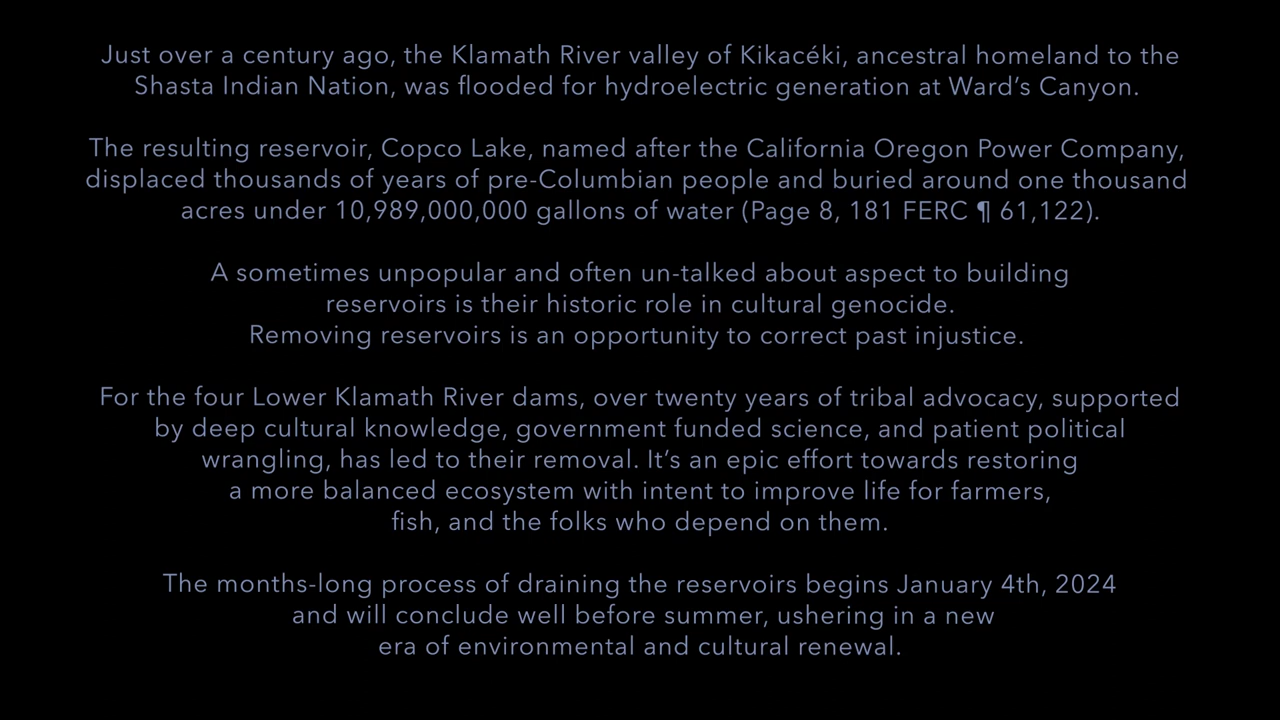 Just over a century ago, the Klamath River valley of Kikacéki, ancestral homeland to the
Shasta Indian Nation, was flooded for hydroelectric generation at Ward’s Canyon.
The resulting reservoir, Copco Lake, named after the California Oregon Power Company,
displaced thousands of years of pre-Columbian people and buried around one thousand
acres under 10,989,000,000 gallons of water (Page 8, 181 FERC ¶ 61,122).
A sometimes unpopular and often un-talked about aspect to building
reservoirs is their historic role in cultural genocide.
Removing reservoirs is an opportunity to correct past injustice.
For the four Lower Klamath River dams, over twenty years of tribal advocacy, supported
by deep cultural knowledge, government funded science, and patient political
wrangling, has led to their removal. It’s an epic effort towards restoring
a more balanced ecosystem with intent to improve life for farmers,
fish, and the folks who depend on them.
The months-long process of draining the reservoirs begins January 4th, 2024
and will conclude well before summer, ushering in a new
era of environmental and cultural renewal.